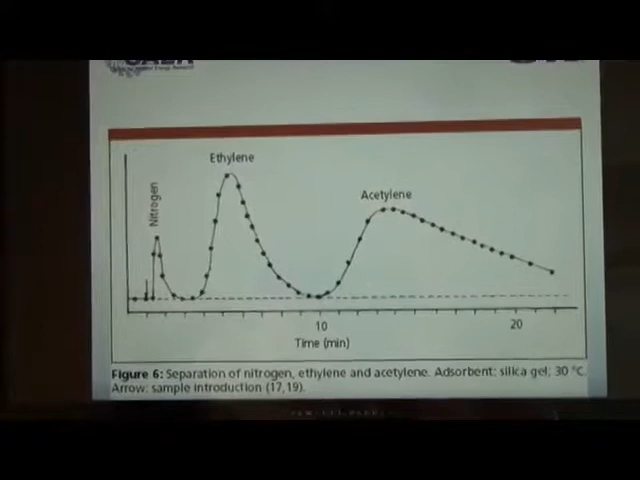 Ethylene
Nitrogen
Acetylene
10
20
Time (min)
Figure 6: Separation of nitrogen, ethylene and acetylene. Adsorbent: silica gel; 30 °C.
Arrow: sample introduction (17,19).